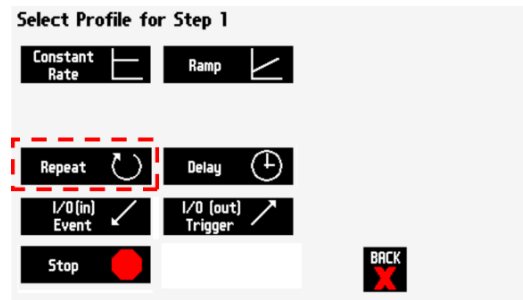 Select Profile for Step 1
Constant
Rate
Ramp
Repeat
Delay
I/O(in)
Event
I/O (out)
Trigger
Stop
BACK
X